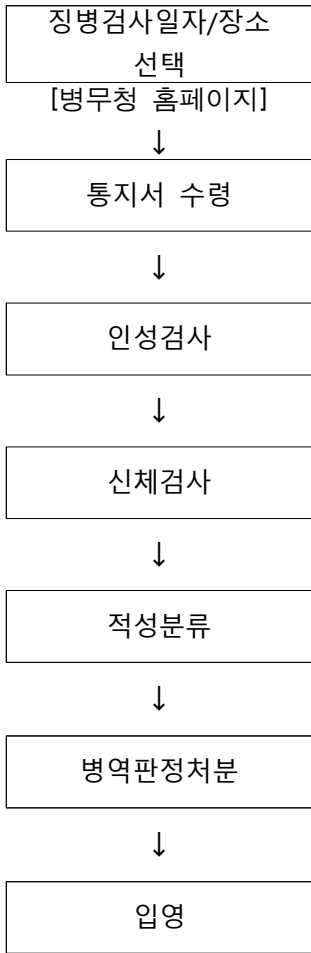 징병검사일자/장소
선택
[병무청 홈페이지]
↓
통지서 수령
↓
인성검사
↓
신체검사
↓
적성분류
↓
병역판정처분
↓
입영